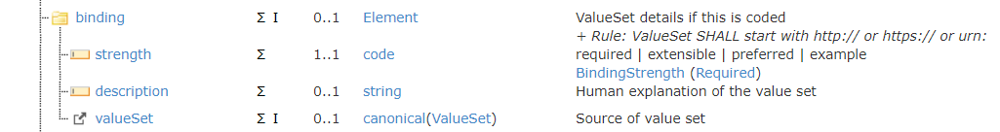 binding Σ I 0..1 Element ValueSet details if this is coded
+ Rule: ValueSet SHALL start with http:// or https:// or urn:
strength Σ 1..1 code required | extensible | preferred | example
BindingStrength (Required)
description Σ 0..1 string Human explanation of the value set
valueSet Σ I 0..1 canonical(ValueSet) Source of value set